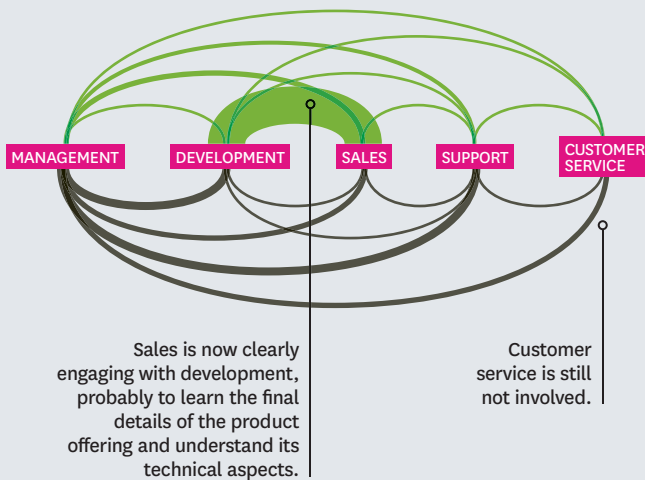 MANAGEMENT
DEVELOPMENT
SALES
SUPPORT
CUSTOMER
SERVICE
Sales is now clearly
engaging with development,
probably to learn the final
details of the product
offering and understand its
technical aspects.
Customer
service is still
not involved.